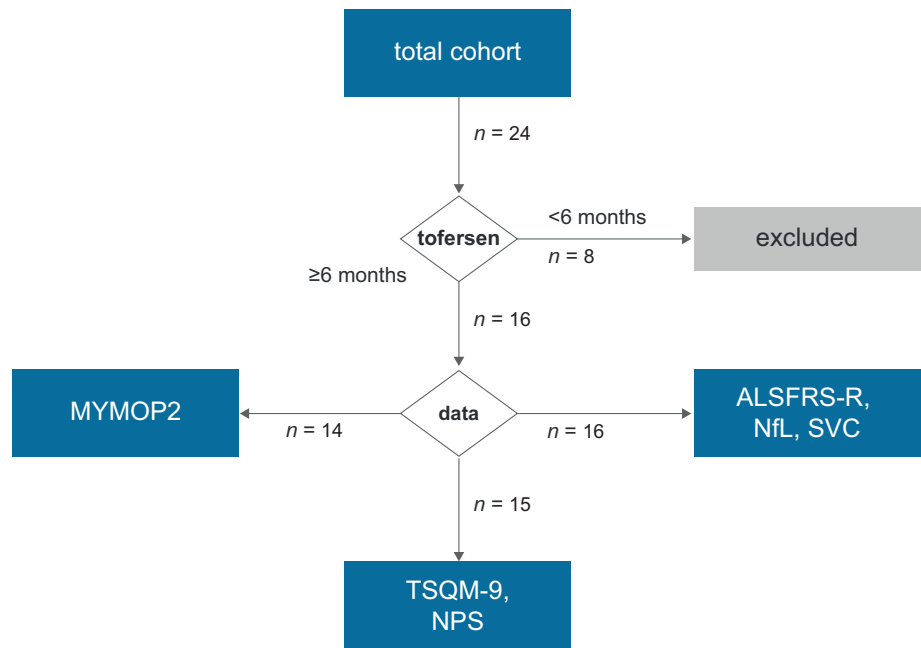 total cohort
n = 24
<6 months
tofersen
excluded
n = 8
≥6 months
n = 16
MYMOP2
data
ALSFRS-R,
NfL, SVC
n = 14
n = 16
n = 15
TSQM-9,
NPS